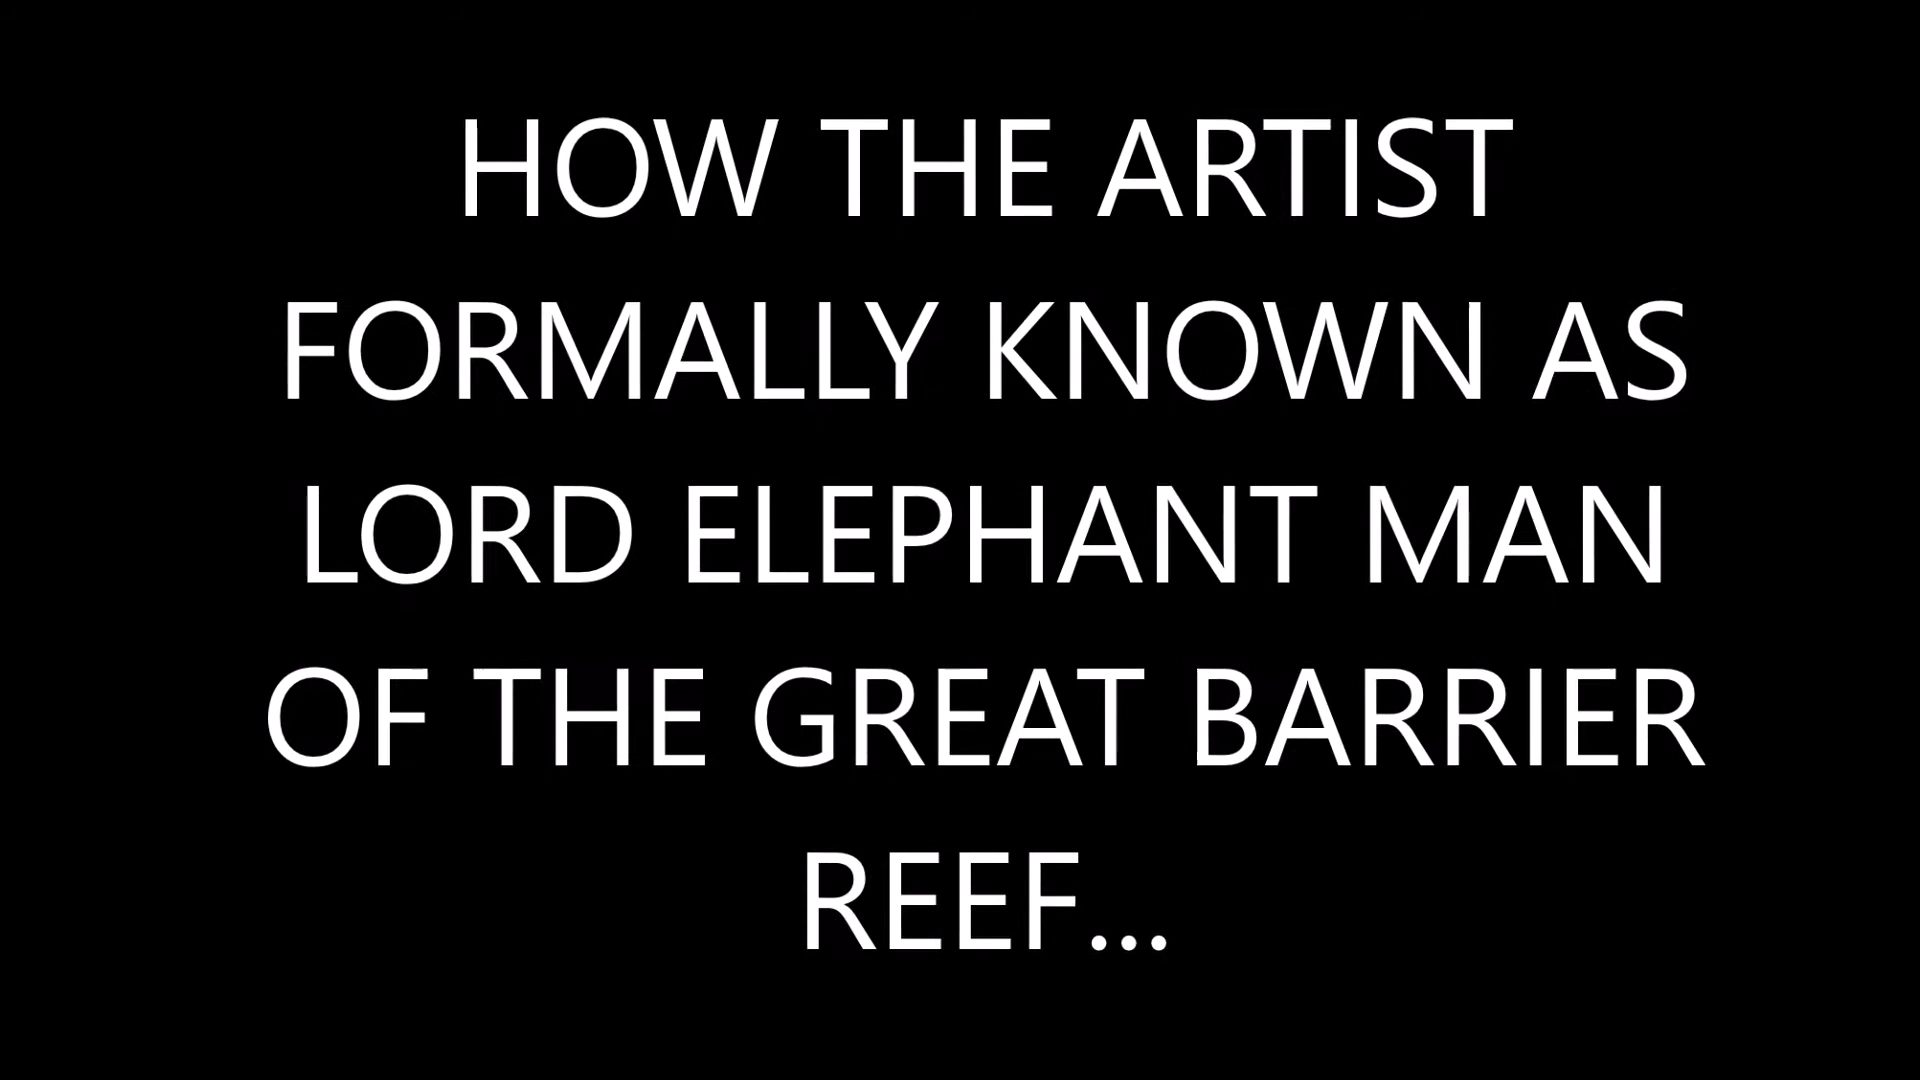 HOW THE ARTIST
FORMALLY KNOWN AS
LORD ELEPHANT MAN
OF THE GREAT BARRIER
REEF...